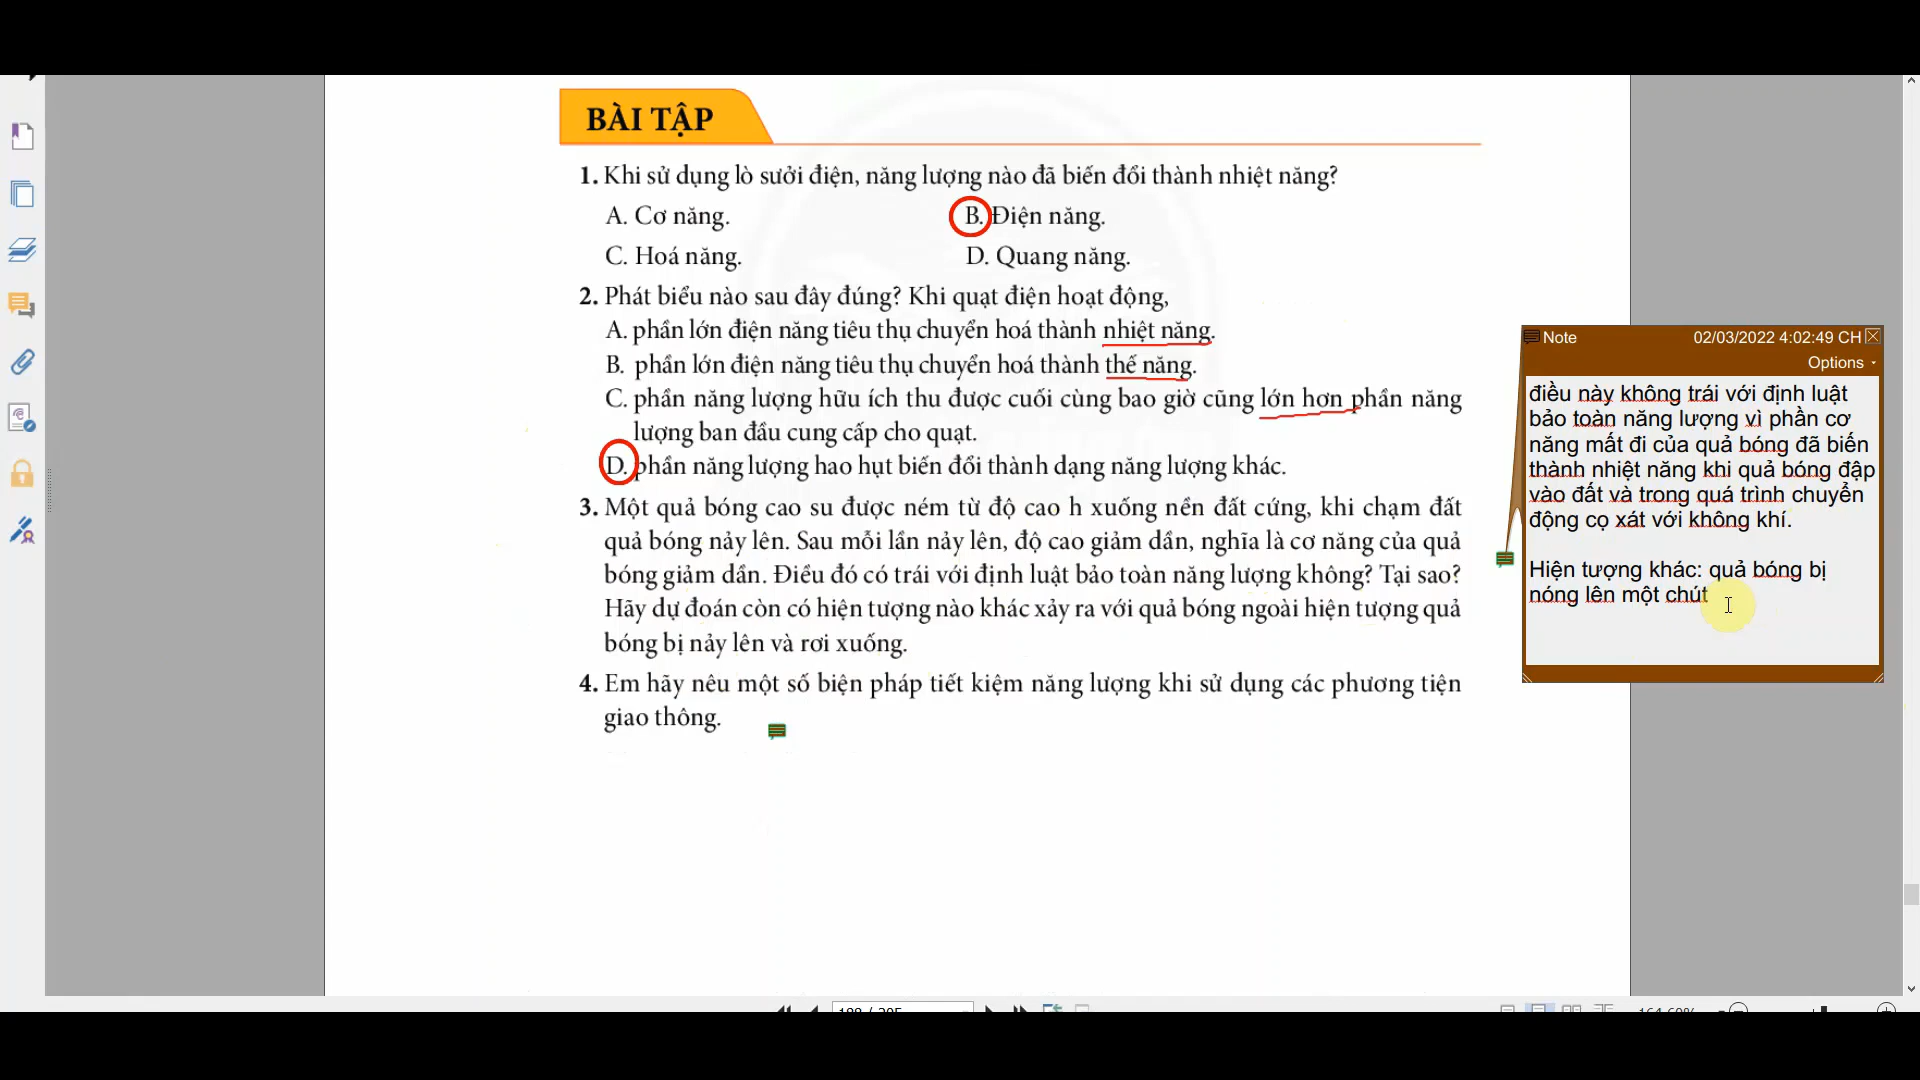 BÀI TẬP
1. Khi sử dụng lò sưởi điện, năng lượng nào đã biến đổi thành nhiệt năng?
A. Cơ năng.
B. Điện năng.
C. Hoá năng.
D. Quang năng.
2. Phát biểu nào sau đây đúng? Khi quạt điện hoạt động,
A. phần lớn điện năng tiêu thụ chuyển hoá thành nhiệt năng.
B. phần lớn điện năng tiêu thụ chuyển hoá thành thế năng.
C. phần năng lượng hữu ích thu được cuối cùng bao giờ cũng lớn hơn phần năng
lượng ban đầu cung cấp cho quạt.
D. phần năng lượng hao hụt biến đổi thành dạng năng lượng khác.
3. Một quả bóng cao su được ném từ độ cao h xuống nền đất cứng, khi chạm đất
quả bóng nảy lên. Sau mỗi lần nảy lên, độ cao giảm dần, nghĩa là cơ năng của quả
bóng giảm dần. Điều đó có trái với định luật bảo toàn năng lượng không? Tại sao?
Hãy dự đoán còn có hiện tượng nào khác xảy ra với quả bóng ngoài hiện tượng quả
bóng bị nảy lên và rơi xuống.
4. Em hãy nêu một số biện pháp tiết kiệm năng lượng khi sử dụng các phương tiện
giao thông.
Note
02/03/2022 4:02:49 CH
Options
điều này không trái với định luật
bảo toàn năng lượng vì phần cơ
năng mất đi của quả bóng đã biến
thành nhiệt năng khi quả bóng đập
vào đất và trong quá trình chuyển
động cọ xát với không khí.
Hiện tượng khác: quả bóng bị
nóng lên một chút